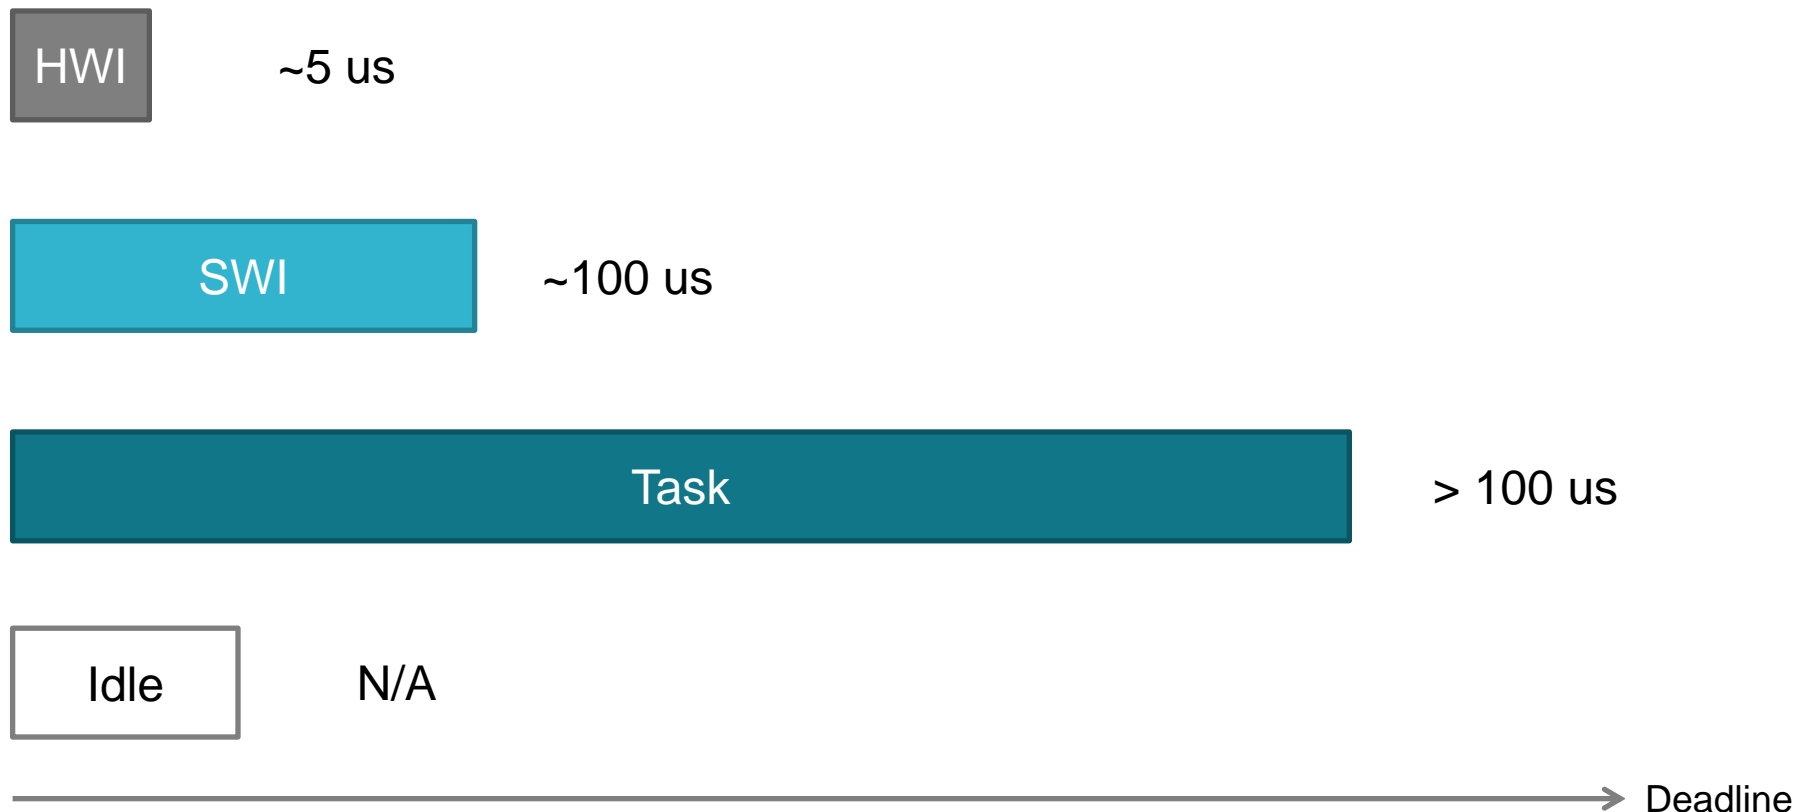 HWI ~5 us
SWI ~100 us
Task > 100 us
Idle N/A
Deadline